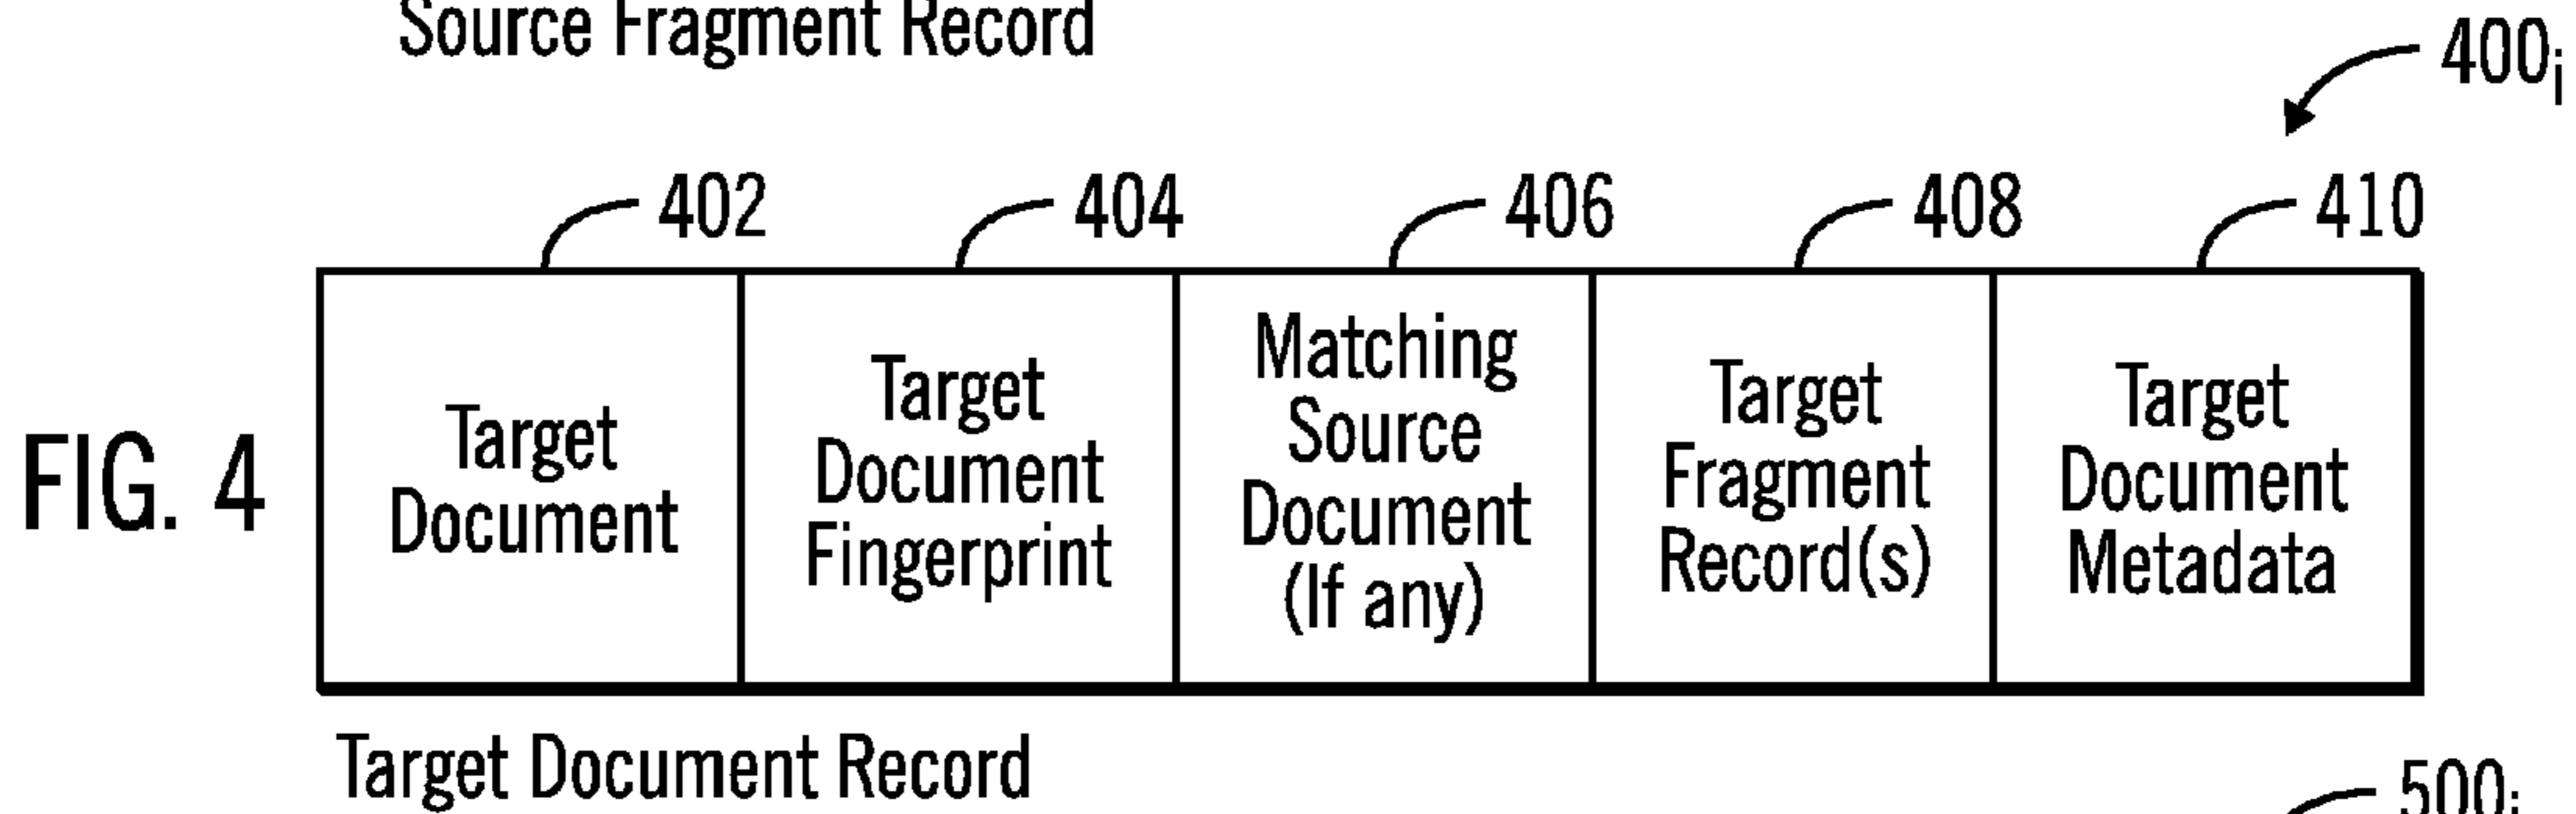 Source Fragment Record
400i
402 404 406 408 410
FIG. 4
Target
Document
Target
Document
Fingerprint
Matching
Source
Document
(If any)
Target
Fragment
Record(s)
Target
Document
Metadata
Target Document Record
500i